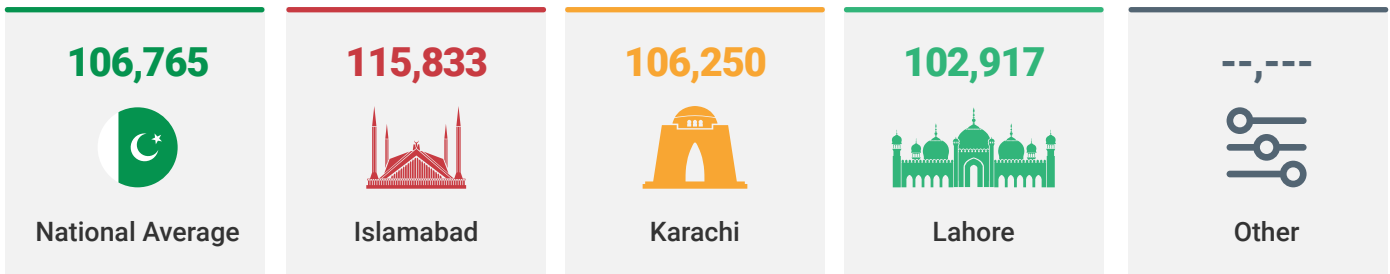 106,765
National Average
115,833
Islamabad
106,250
Karachi
102,917
Lahore
--,---
Other